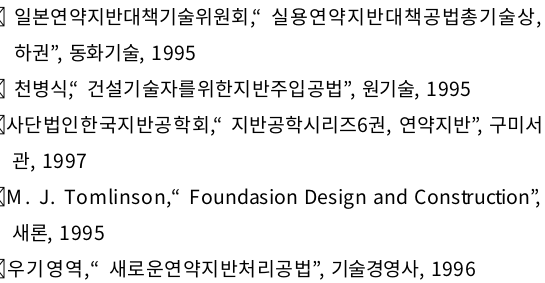 일본연약지반대책기술위원회,“ 실용연약지반대책공법총기술상,
하권”, 동화기술, 1995
천병식,“ 건설기술자를위한지반주입공법”, 원기술, 1995
사단법인한국지반공학회,“ 지반공학시리즈6권, 연약지반”, 구미서
관, 1997
M. J. Tomlinson,“ Foundasion Design and Construction”,
새론, 1995
우기영역,“ 새로운연약지반처리공법”, 기술경영사, 1996